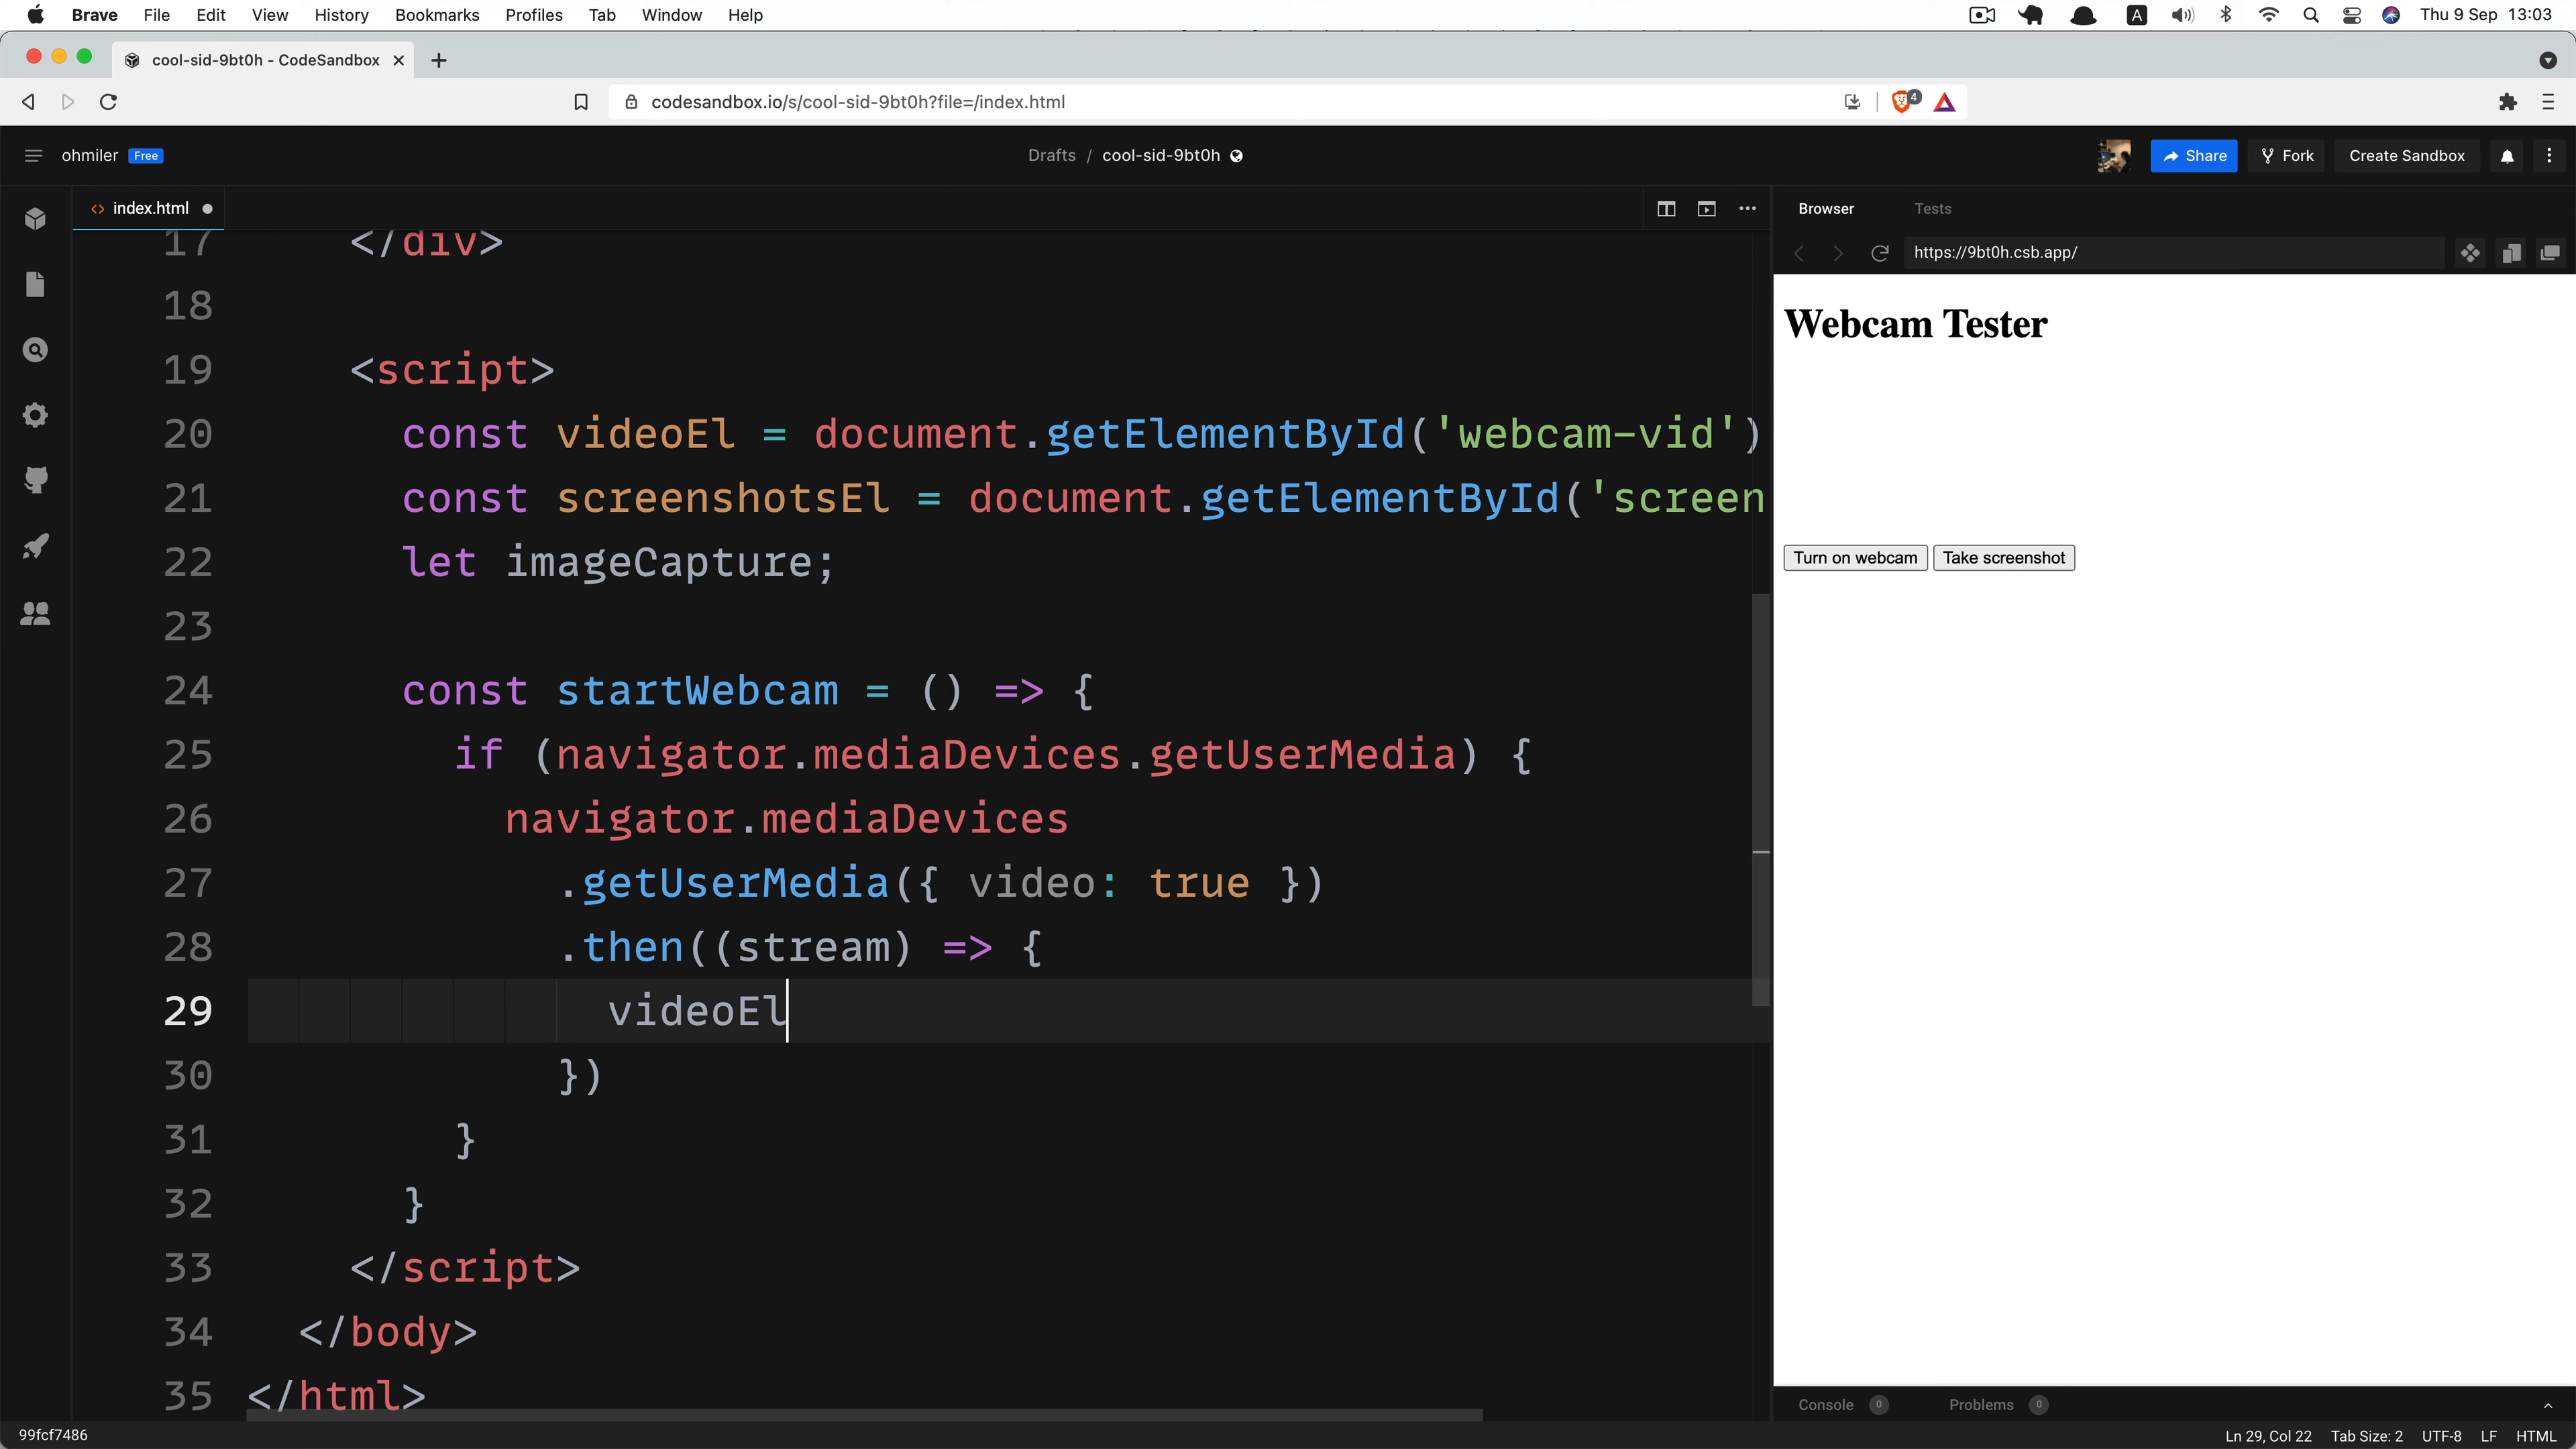 Brave File Edit View History Bookmarks Profiles Tab Window Help A Thu 9 Sep 13:03
cool-sid-9bt0h - CodeSandbox
codesandbox.io/s/cool-sid-9bt0h?file=/index.html 4
ohmiler Free Drafts / cool-sid-9bt0h Share Fork Create Sandbox
index.html Browser Tests
https://9bt0h.csb.app/
17 </div>
18
19 <script>
20 const videoEl = document.getElementById('webcam-vid')
21 const screenshotsEl = document.getElementById('screen
22 let imageCapture;
23
24 const startWebcam = () => {
25 if (navigator.mediaDevices.getUserMedia) {
26 navigator.mediaDevices
27 .getUserMedia({ video: true })
28 .then((stream) => {
29 videoEl
30 })
31 }
32 }
33 </script>
34 </body>
35 </html>
Webcam Tester
Turn on webcam Take screenshot
Console 0 Problems 0
99fcf7486 Ln 29, Col 22 Tab Size: 2 UTF-8 LF HTML